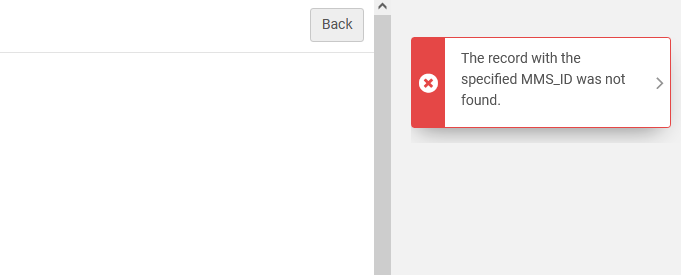 Back
The record with the
specified MMS_ID was not
found.